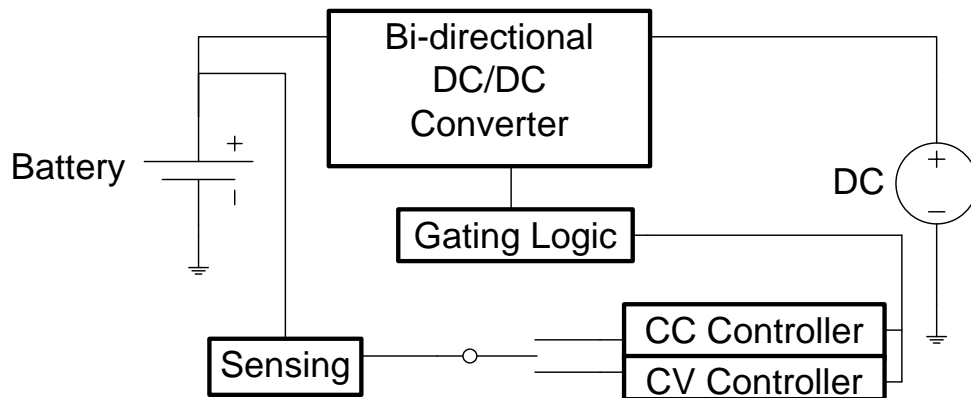 Bi-directional
DC/DC
Converter
Battery
+
DC
+
Gating Logic
CC Controller
Sensing
CV Controller